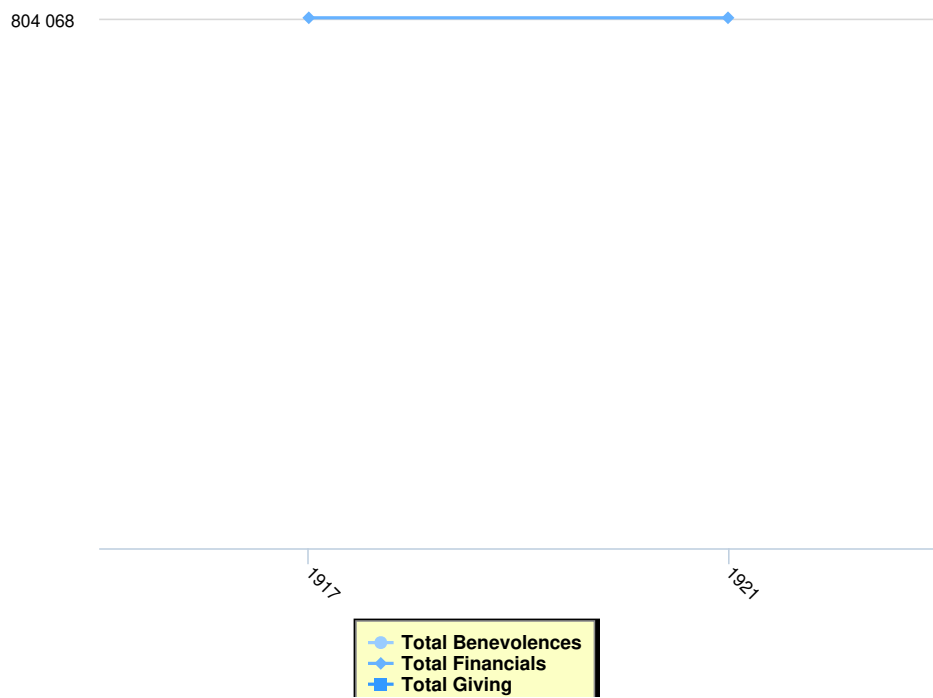 804 068
1917
1921
Total Benevolences
Total Financials
Total Giving